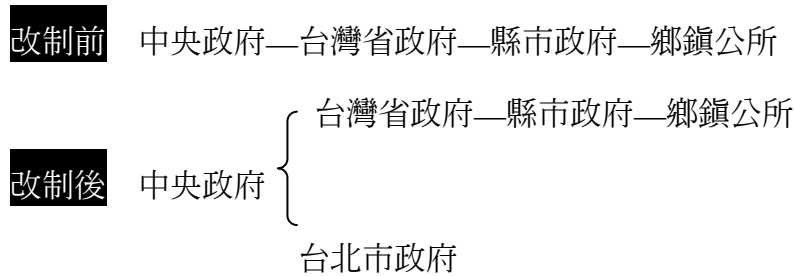 改制前 中央政府—台灣省政府—縣市政府—鄉鎮公所
台灣省政府—縣市政府—鄉鎮公所
改制後 中央政府
台北市政府